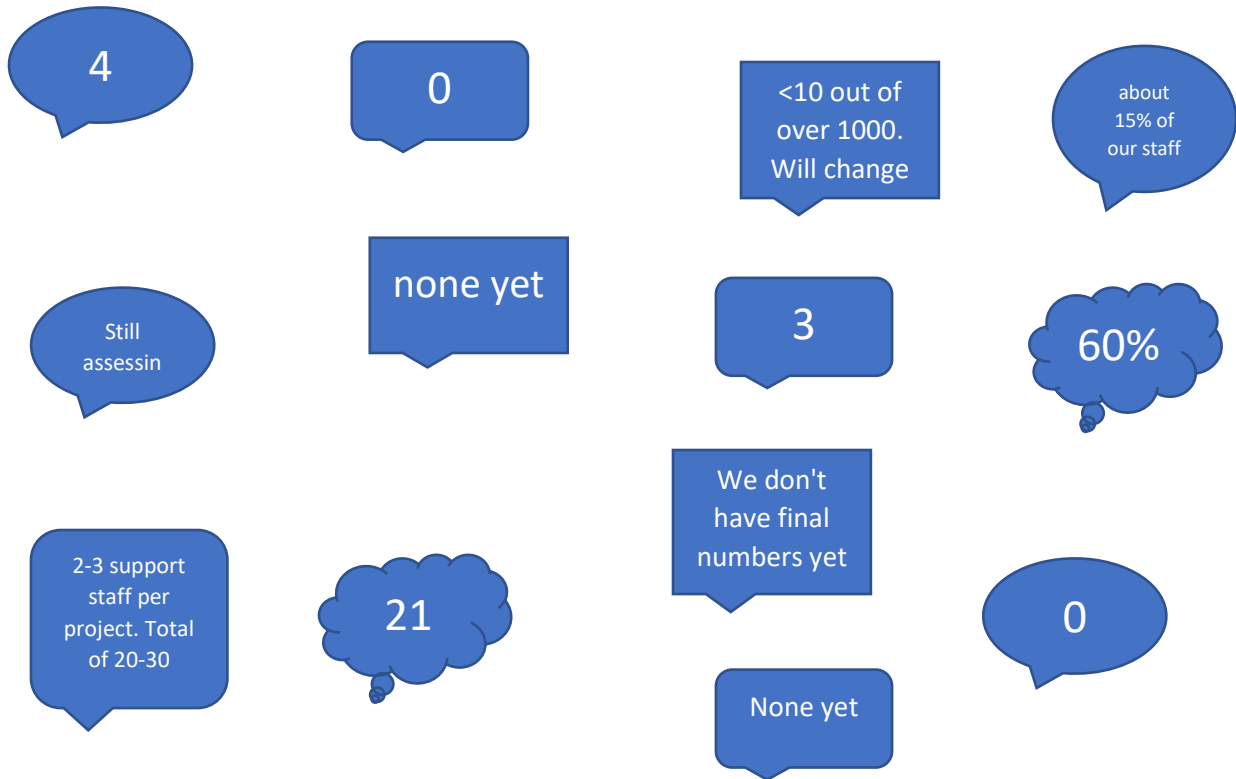 4
0
<10 out of
over 1000.
Will change
about
15% of
our staff
none yet
3
60%
Still
assessin
We don't
have final
numbers yet
2-3 support
staff per
project. Total
of 20-30
21
0
None yet